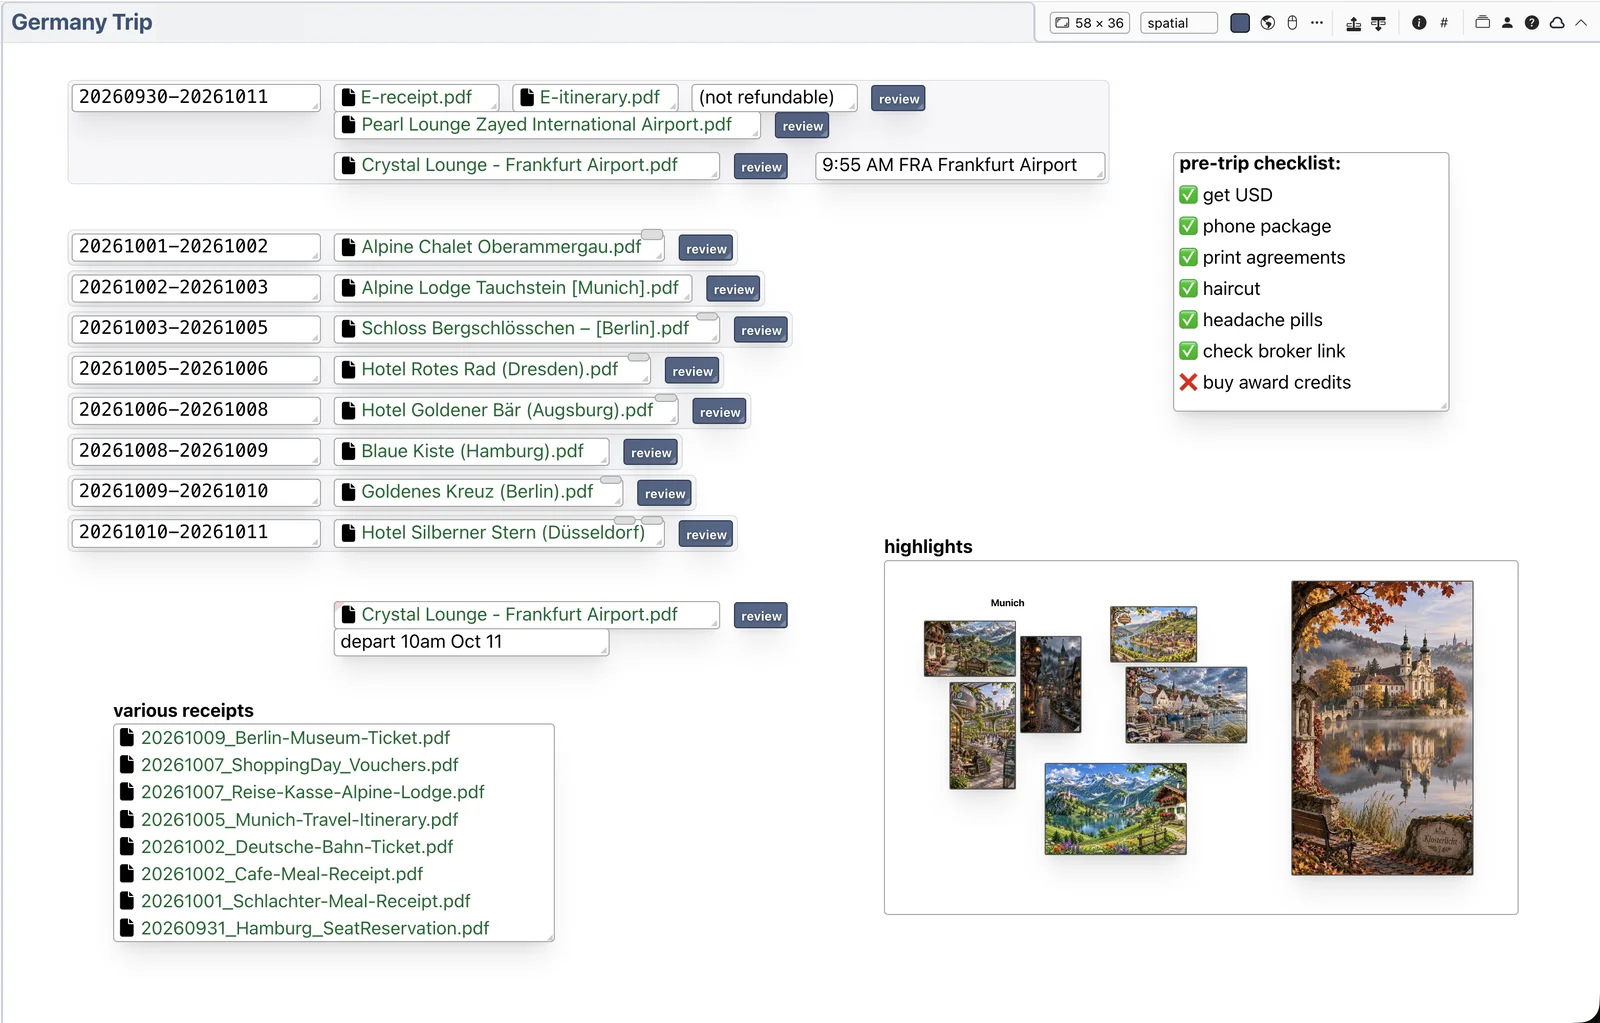 Germany Trip
58 × 36
spatial
20260930–20261011
E-receipt.pdf
E-itinerary.pdf
(not refundable)
review
Pearl Lounge Zayed International Airport.pdf
review
Crystal Lounge - Frankfurt Airport.pdf
review
9:55 AM FRA Frankfurt Airport
pre-trip checklist:
✅ get USD
✅ phone package
✅ print agreements
✅ haircut
✅ headache pills
✅ check broker link
❌ buy award credits
20261001–20261002
Alpine Chalet Oberammergau.pdf
review
20261002–20261003
Alpine Lodge Tauchstein [Munich].pdf
review
20261003–20261005
Schloss Bergschlösschen – [Berlin].pdf
review
20261005–20261006
Hotel Rotes Rad (Dresden).pdf
review
20261006–20261008
Hotel Goldener Bär (Augsburg).pdf
review
20261008–20261009
Blaue Kiste (Hamburg).pdf
review
20261009–20261010
Goldenes Kreuz (Berlin).pdf
review
20261010–20261011
Hotel Silberner Stern (Düsseldorf)
review
Crystal Lounge - Frankfurt Airport.pdf
review
depart 10am Oct 11
various receipts
20261009_Berlin-Museum-Ticket.pdf
20261007_ShoppingDay_Vouchers.pdf
20261007_Reise-Kasse-Alpine-Lodge.pdf
20261005_Munich-Travel-Itinerary.pdf
20261002_Deutsche-Bahn-Ticket.pdf
20261002_Cafe-Meal-Receipt.pdf
20261001_Schlachter-Meal-Receipt.pdf
20260931_Hamburg_SeatReservation.pdf
highlights
Munich